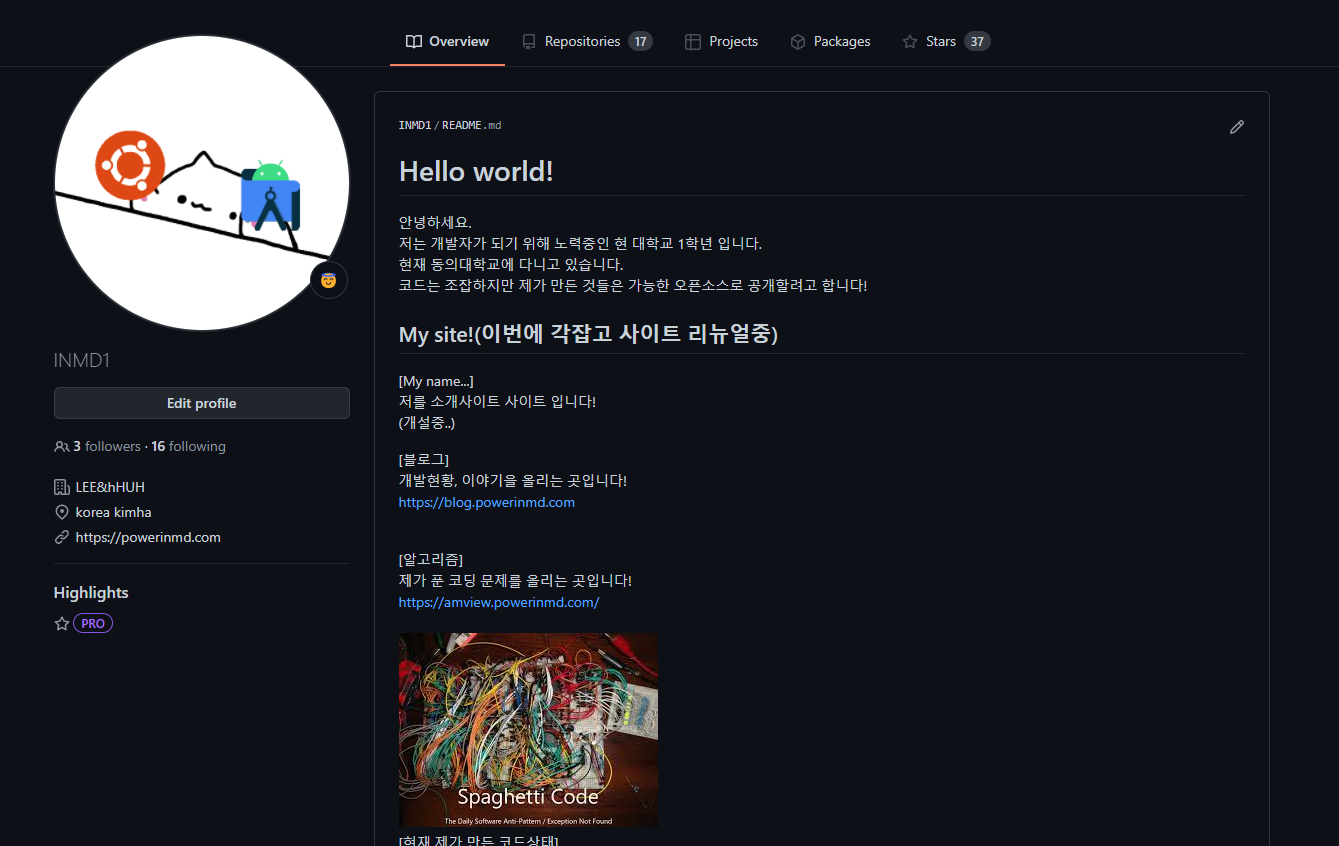 Overview
Repositories 17
Projects
Packages
Stars 37
INMD1
Edit profile
3 followers · 16 following
LEE&hHUH
korea kimha
https://powerinmd.com
Highlights
PRO
INMD1/README.md
Hello world!
안녕하세요.
저는 개발자가 되기 위해 노력중인 현 대학교 1학년 입니다.
현재 동의대학교에 다니고 있습니다.
코드는 조잡하지만 제가 만든 것들은 가능한 오픈소스로 공개할려고 합니다!
My site!(이번에 각잡고 사이트 리뉴얼중)
[My name...]
저를 소개사이트 사이트 입니다!
(개설중..)
[블로그]
개발현황, 이야기을 올리는 곳입니다!
https://blog.powerinmd.com
[알고리즘]
제가 푼 코딩 문제를 올리는 곳입니다!
https://amview.powerinmd.com/
Spaghetti Code
The Daily Software Anti-Pattern / Exception Not Found
[현재 제가 만든 코드상태]